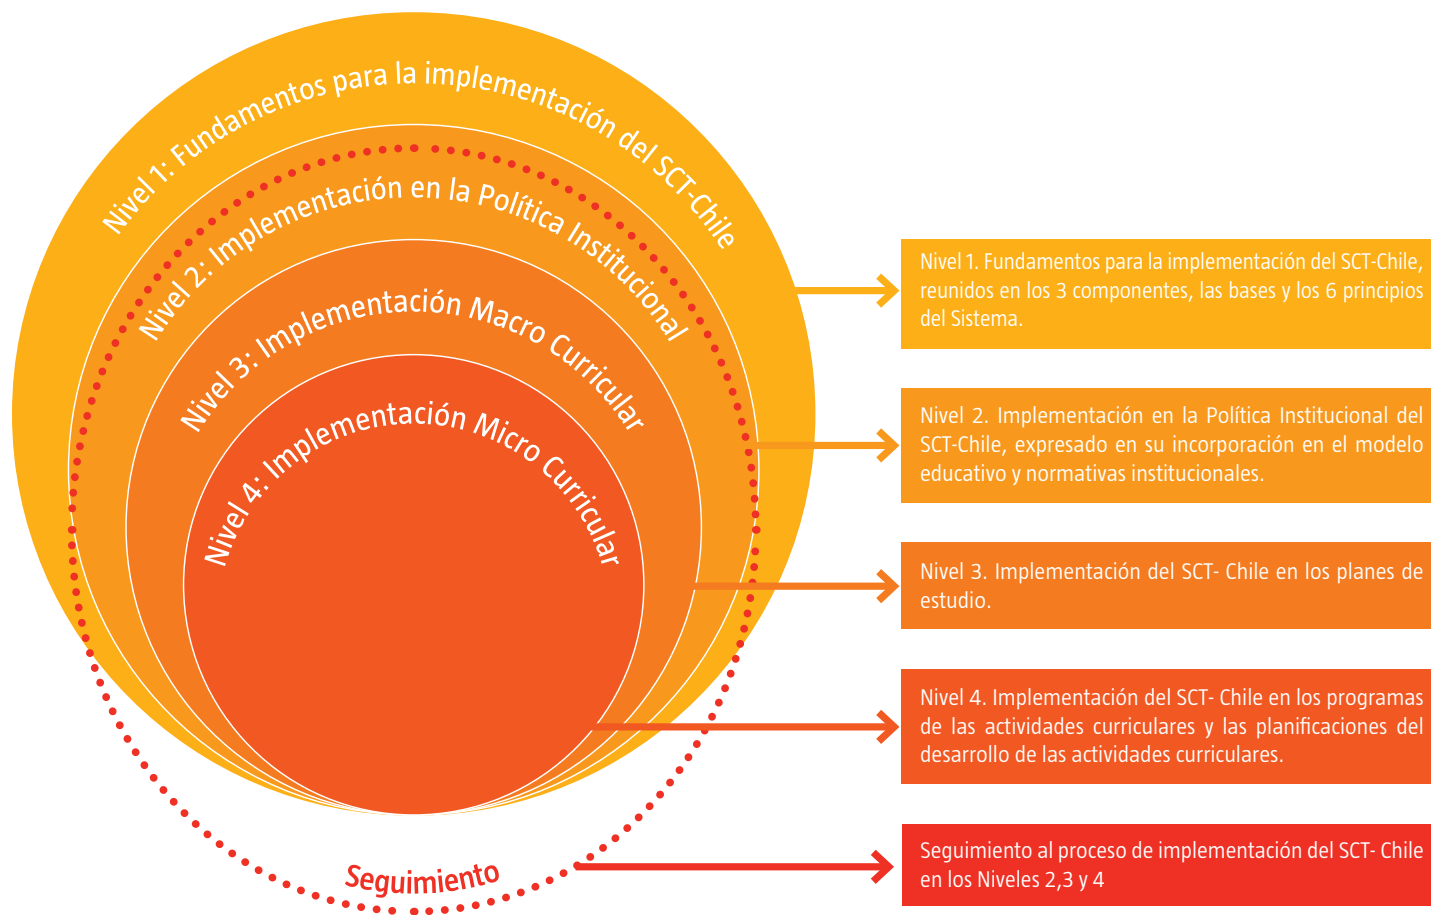 Nivel 1: Fundamentos para la implementación del SCT-Chile
Nivel 2: Implementación en la Política Institucional
Nivel 3: Implementación Macro Curricular
Nivel 4: Implementación Micro Curricular
Seguimiento
Nivel 1. Fundamentos para la implementación del SCT-Chile,
reunidos en los 3 componentes, las bases y los 6 principios
del Sistema.
Nivel 2. Implementación en la Política Institucional del
SCT-Chile, expresado en su incorporación en el modelo
educativo y normativas institucionales.
Nivel 3. Implementación del SCT- Chile en los planes de
estudio.
Nivel 4. Implementación del SCT- Chile en los programas
de las actividades curriculares y las planificaciones del
desarrollo de las actividades curriculares.
Seguimiento al proceso de implementación del SCT- Chile
en los Niveles 2,3 y 4